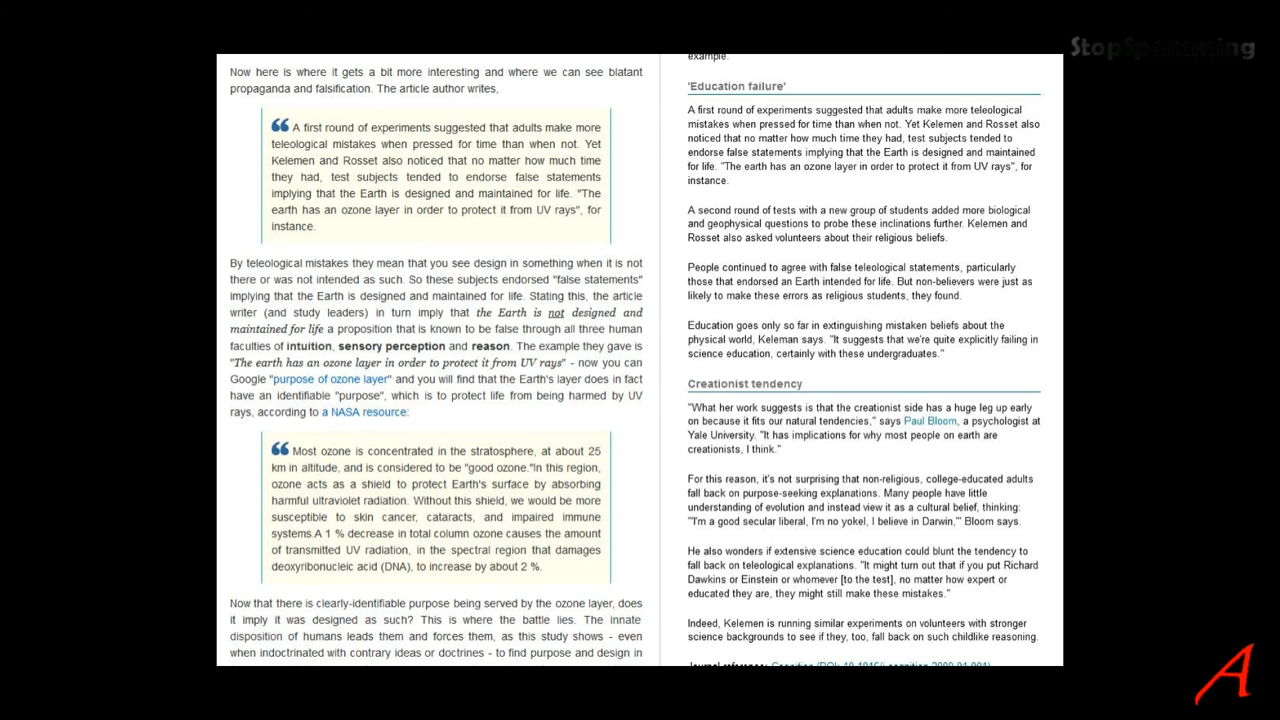 StopSpamming
Now here is where it gets a bit more interesting and where we can see blatant
propaganda and falsification. The article author writes,
A first round of experiments suggested that adults make more
teleological mistakes when pressed for time than when not. Yet
Kelemen and Rosset also noticed that no matter how much time
they had, test subjects tended to endorse false statements
implying that the Earth is designed and maintained for life. "The
earth has an ozone layer in order to protect it from UV rays", for
instance.
By teleological mistakes they mean that you see design in something when it is not
there or was not intended as such. So these subjects endorsed "false statements"
implying that the Earth is designed and maintained for life. Stating this, the article
writer (and study leaders) in turn imply that the Earth is not designed and
maintained for life a proposition that is known to be false through all three human
faculties of intuition, sensory perception and reason. The example they gave is
"The earth has an ozone layer in order to protect it from UV rays" - now you can
Google "purpose of ozone layer" and you will find that the Earth's layer does in fact
have an identifiable "purpose", which is to protect life from being harmed by UV
rays, according to a NASA resource:
Most ozone is concentrated in the stratosphere, at about 25
km in altitude, and is considered to be "good ozone."In this region,
ozone acts as a shield to protect Earth's surface by absorbing
harmful ultraviolet radiation. Without this shield, we would be more
susceptible to skin cancer, cataracts, and impaired immune
systems.A 1 % decrease in total column ozone causes the amount
of transmitted UV radiation, in the spectral region that damages
deoxyribonucleic acid (DNA), to increase by about 2 %.
Now that there is clearly-identifiable purpose being served by the ozone layer, does
it imply it was designed as such? This is where the battle lies. The innate
disposition of humans leads them and forces them, as this study shows - even
when indoctrinated with contrary ideas or doctrines - to find purpose and design in
example.
'Education failure'
A first round of experiments suggested that adults make more teleological
mistakes when pressed for time than when not. Yet Kelemen and Rosset also
noticed that no matter how much time they had, test subjects tended to
endorse false statements implying that the Earth is designed and maintained
for life. "The earth has an ozone layer in order to protect it from UV rays", for
instance.
A second round of tests with a new group of students added more biological
and geophysical questions to probe these inclinations further. Kelemen and
Rosset also asked volunteers about their religious beliefs.
People continued to agree with false teleological statements, particularly
those that endorsed an Earth intended for life. But non-believers were just as
likely to make these errors as religious students, they found.
Education goes only so far in extinguishing mistaken beliefs about the
physical world, Keleman says. "It suggests that we're quite explicitly failing in
science education, certainly with these undergraduates."
Creationist tendency
"What her work suggests is that the creationist side has a huge leg up early
on because it fits our natural tendencies," says Paul Bloom, a psychologist at
Yale University. "It has implications for why most people on earth are
creationists, I think."
For this reason, it's not surprising that non-religious, college-educated adults
fall back on purpose-seeking explanations. Many people have little
understanding of evolution and instead view it as a cultural belief, thinking:
"'I'm a good secular liberal, I'm no yokel, I believe in Darwin,'" Bloom says.
He also wonders if extensive science education could blunt the tendency to
fall back on teleological explanations. "It might turn out that if you put Richard
Dawkins or Einstein or whomever [to the test], no matter how expert or
educated they are, they might still make these mistakes."
Indeed, Kelemen is running similar experiments on volunteers with stronger
science backgrounds to see if they, too, fall back on such childlike reasoning.
Journal reference: Cognition (DOI: 10.1016/j.cognition.2009.01.001)
A